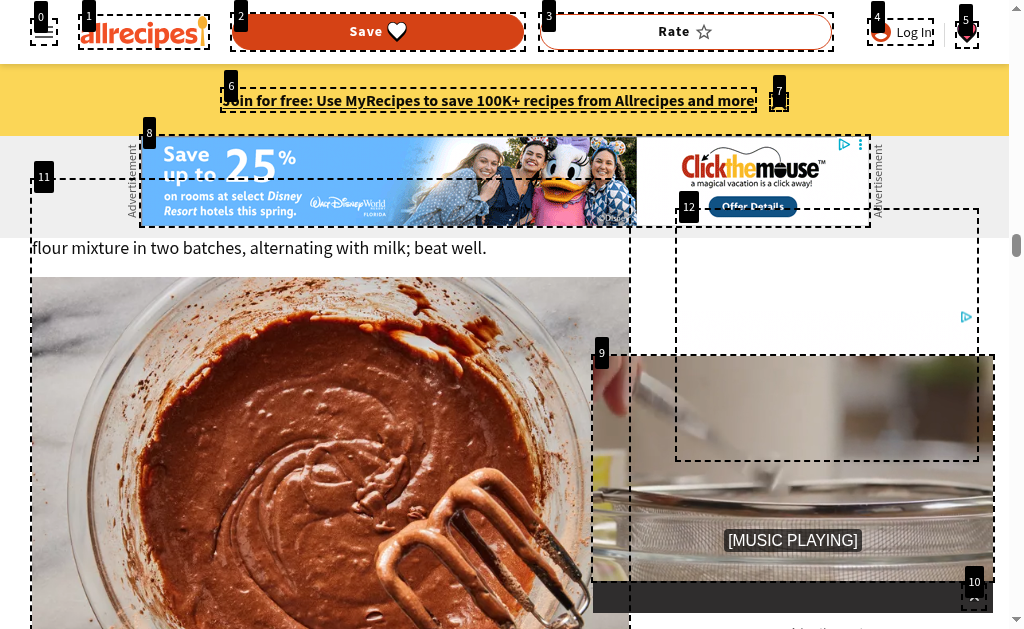 0
1
2
3
4
5
allrecipes
Save
Rate
Log In
6
7
Join for free: Use MyRecipes to save 100K+ recipes from Allrecipes and more
8
Advertisement
Save
up to 25%
on rooms at select Disney
Resort hotels this spring.
Walt Disney World
FLORIDA
©Disney
Clickthemouse™
a magical vacation is a click away!
Offer Details
Advertisement
11
12
flour mixture in two batches, alternating with milk; beat well.
9
[MUSIC PLAYING]
10